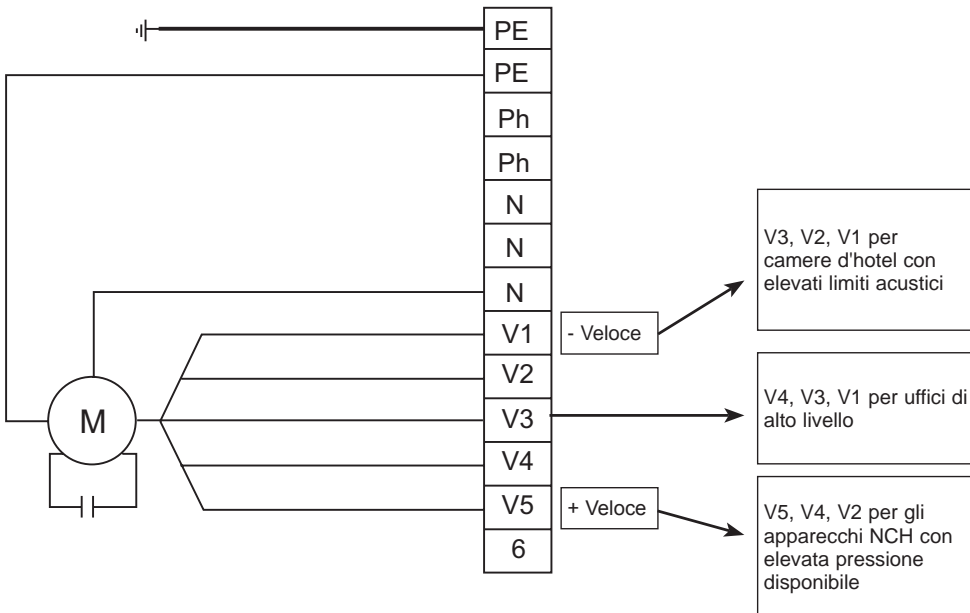 PE
PE
Ph
Ph
N
N
N
V1
V2
V3
V4
V5
6
M
- Veloce
+ Veloce
V3, V2, V1 per
camere d'hotel con
elevati limiti acustici
V4, V3, V1 per uffici di
alto livello
V5, V4, V2 per gli
apparecchi NCH con
elevata pressione
disponibile